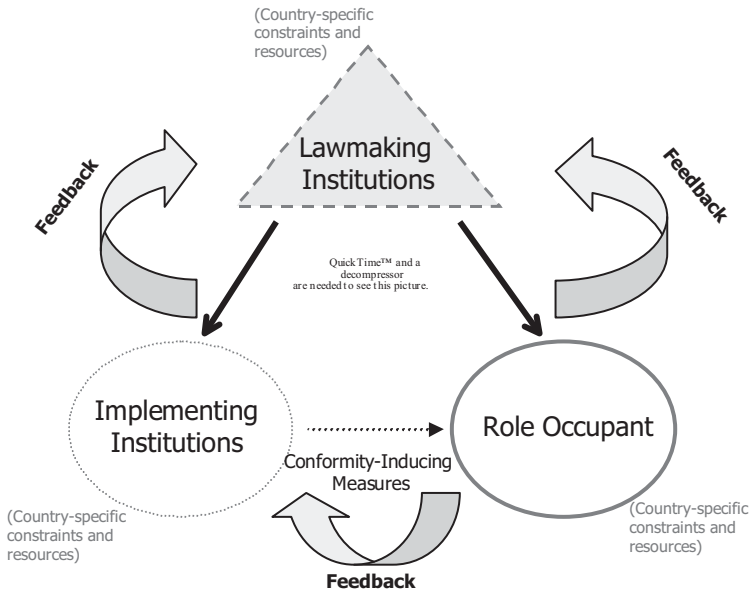 (Country-specific
constraints and
resources)
Lawmaking
Institutions
Feedback
Feedback
QuickTime™ and a
decompressor
are needed to see this picture.
Implementing
Institutions
Role Occupant
Conformity-Inducing
Measures
(Country-specific
constraints and
resources)
(Country-specific
constraints and
resources)
Feedback